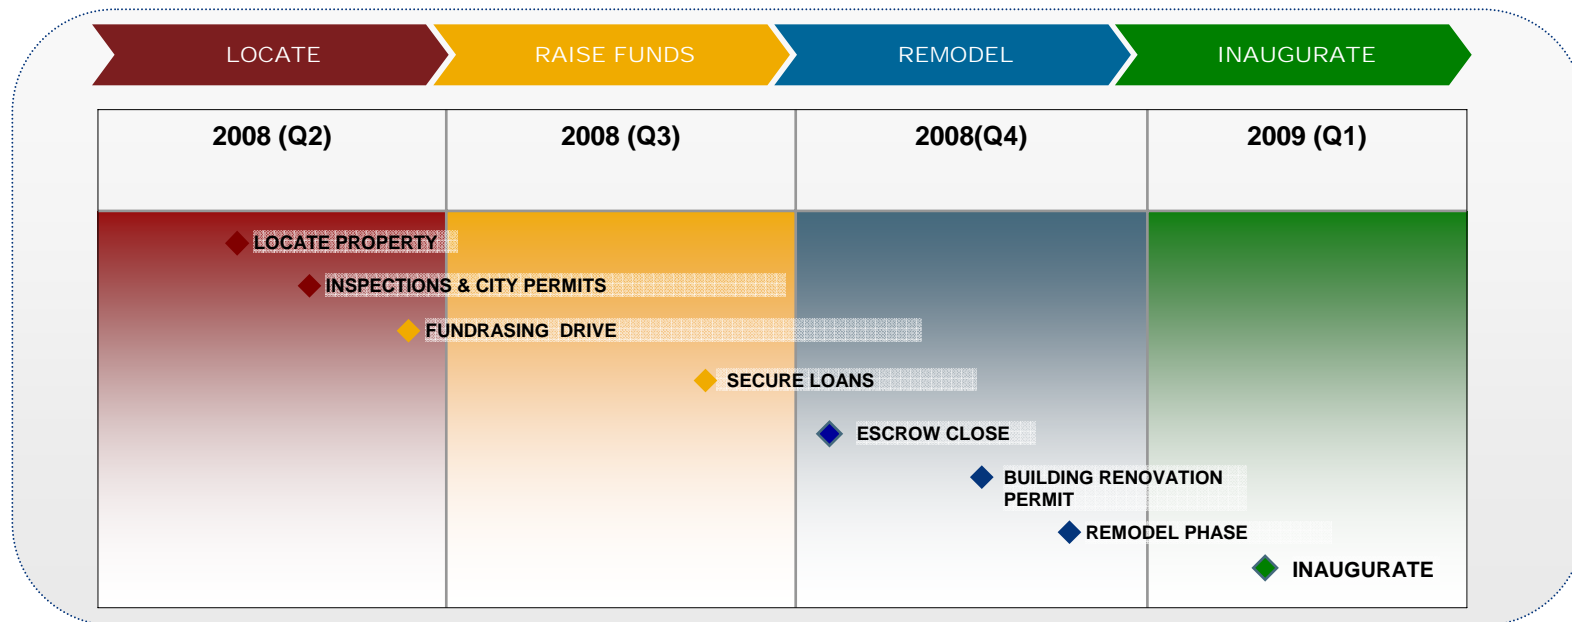 LOCATE
RAISE FUNDS
REMODEL
INAUGURATE
2008 (Q2)
2008 (Q3)
2008(Q4)
2009 (Q1)
LOCATE PROPERTY
INSPECTIONS & CITY PERMITS
FUNDRASING DRIVE
SECURE LOANS
ESCROW CLOSE
BUILDING RENOVATION
PERMIT
REMODEL PHASE
INAUGURATE